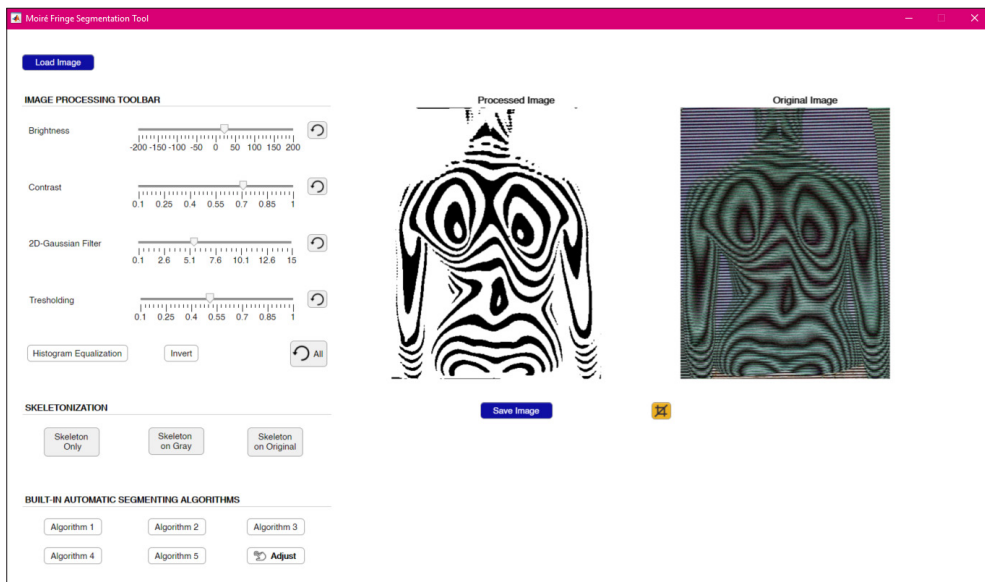 Moiré Fringe Segmentation Tool
Load Image
IMAGE PROCESSING TOOLBAR
Brightness
-200 -150 -100 -50 0 50 100 150 200
Contrast
0.1 0.25 0.4 0.55 0.7 0.85 1
2D-Gaussian Filter
0.1 2.6 5.1 7.6 10.1 12.6 15
Tresholding
0.1 0.25 0.4 0.55 0.7 0.85 1
Histogram Equalization Invert All
Processed Image Original Image
Save Image
SKELETONIZATION
Skeleton Only
Skeleton on Gray
Skeleton on Original
BUILT-IN AUTOMATIC SEGMENTING ALGORITHMS
Algorithm 1 Algorithm 2 Algorithm 3
Algorithm 4 Algorithm 5 Adjust